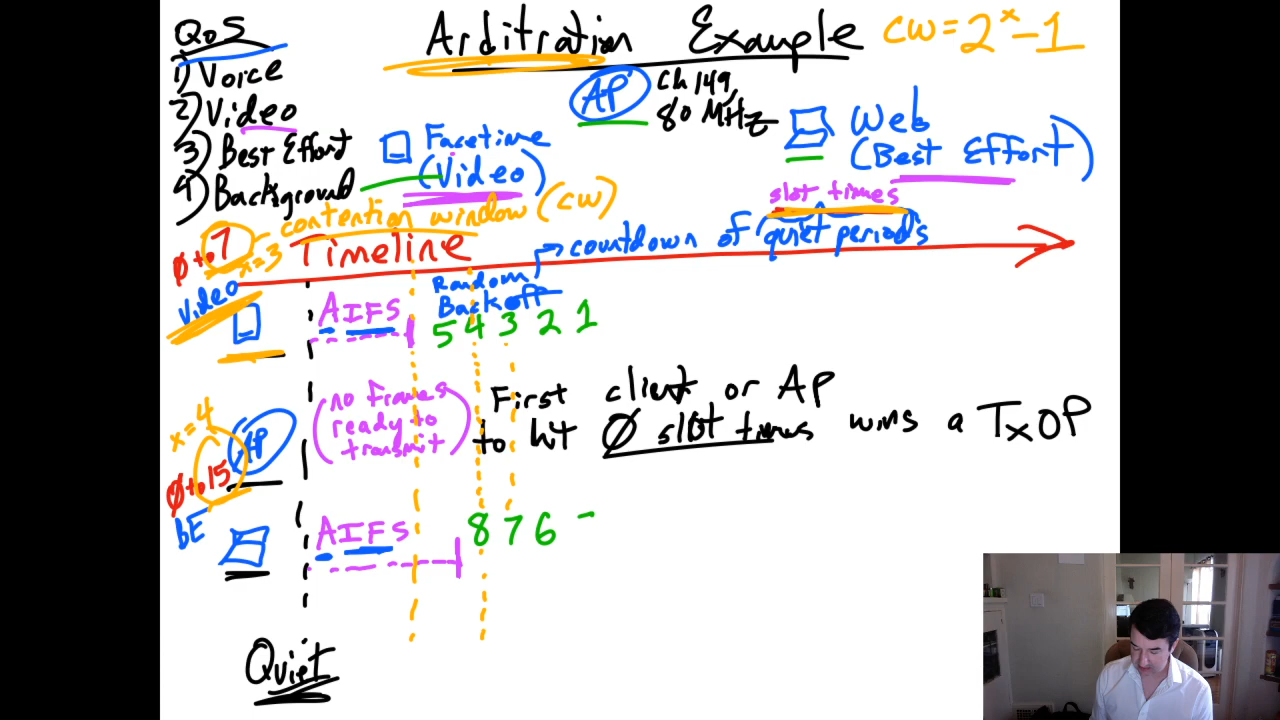 QoS
1) Voice
2) Video
3) Best Effort
4) Background
Arbitration Example
CW = 2^x - 1
AP
Ch 149,
80 MHz
Facetime
(Video)
Web
(Best Effort)
contention window (CW)
slot times
Ø to 7
x=3
Timeline
countdown of quiet periods
Video
AIFS
Random
Backoff
5 4 3 2 1
x=4
Ø to 15
AP
(no frames
ready to
transmit)
First client or AP
to hit Ø slot times wins a TxOP
BE
AIFS
8 7 6
Quiet